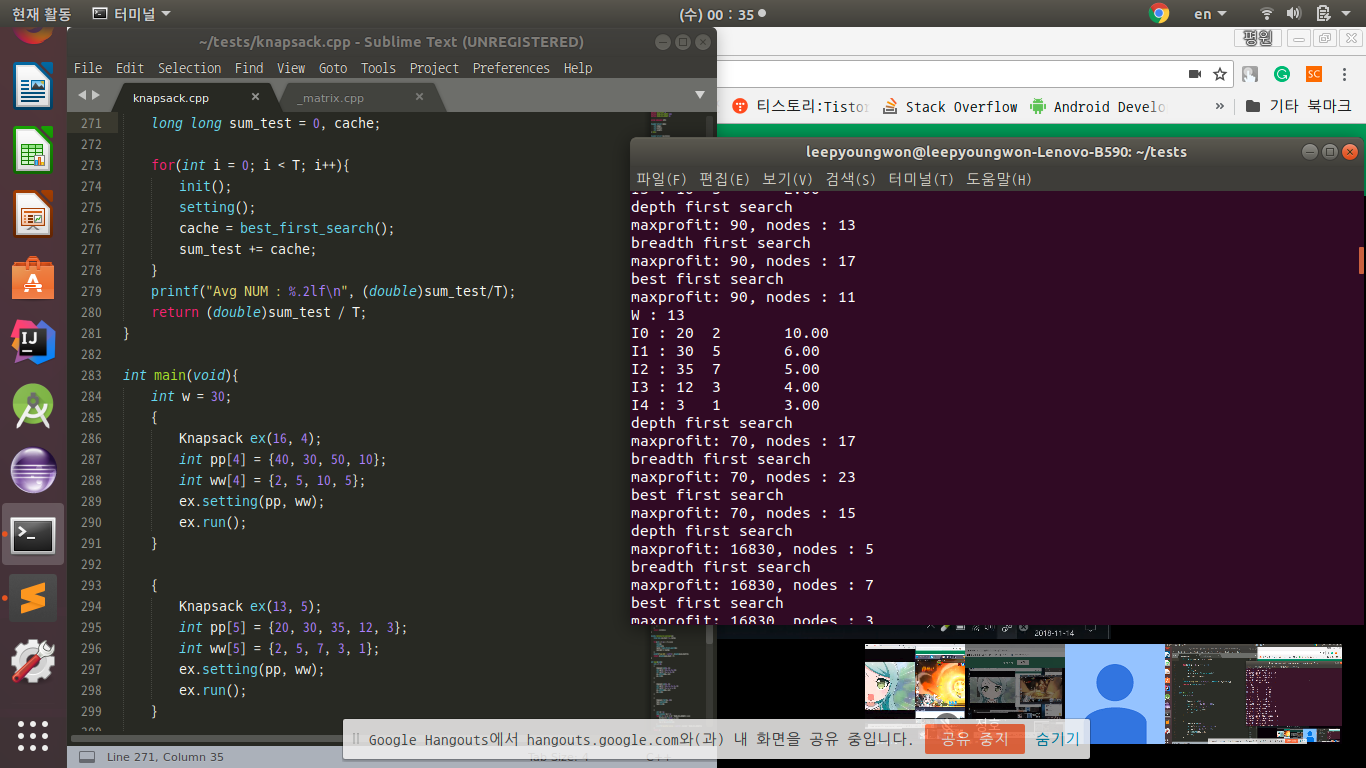 현재 활동 터미널 (수) 00 : 35 en
~/tests/knapsack.cpp - Sublime Text (UNREGISTERED)
File Edit Selection Find View Goto Tools Project Preferences Help
knapsack.cpp × _matrix.cpp ×
271 long long sum_test = 0, cache;
272
273 for(int i = 0; i < T; i++){
274 init();
275 setting();
276 cache = best_first_search();
277 sum_test += cache;
278 }
279 printf("Avg NUM : %.2lf\n", (double)sum_test/T);
280 return (double)sum_test / T;
281 }
282
283 int main(void){
284 int w = 30;
285 {
286 Knapsack ex(16, 4);
287 int pp[4] = {40, 30, 50, 10};
288 int ww[4] = {2, 5, 10, 5};
289 ex.setting(pp, ww);
290 ex.run();
291 }
292
293 {
294 Knapsack ex(13, 5);
295 int pp[5] = {20, 30, 35, 12, 3};
296 int ww[5] = {2, 5, 7, 3, 1};
297 ex.setting(pp, ww);
298 ex.run();
299 }
Line 271, Column 35
평원
SC
티스토리:Tistor Stack Overflow Android Develo » 기타 북마크
leepyoungwon@leepyoungwon-Lenovo-B590: ~/tests
파일(F) 편집(E) 보기(V) 검색(S) 터미널(T) 도움말(H)
depth first search
maxprofit: 90, nodes : 13
breadth first search
maxprofit: 90, nodes : 17
best first search
maxprofit: 90, nodes : 11
W : 13
I0 : 20 2 10.00
I1 : 30 5 6.00
I2 : 35 7 5.00
I3 : 12 3 4.00
I4 : 3 1 3.00
depth first search
maxprofit: 70, nodes : 17
breadth first search
maxprofit: 70, nodes : 23
best first search
maxprofit: 70, nodes : 15
depth first search
maxprofit: 16830, nodes : 5
breadth first search
maxprofit: 16830, nodes : 7
best first search
maxprofit: 16830, nodes : 3
2018-11-14
Google Hangouts에서 hangouts.google.com와(과) 내 화면을 공유 중입니다. 공유 중지 숨기기